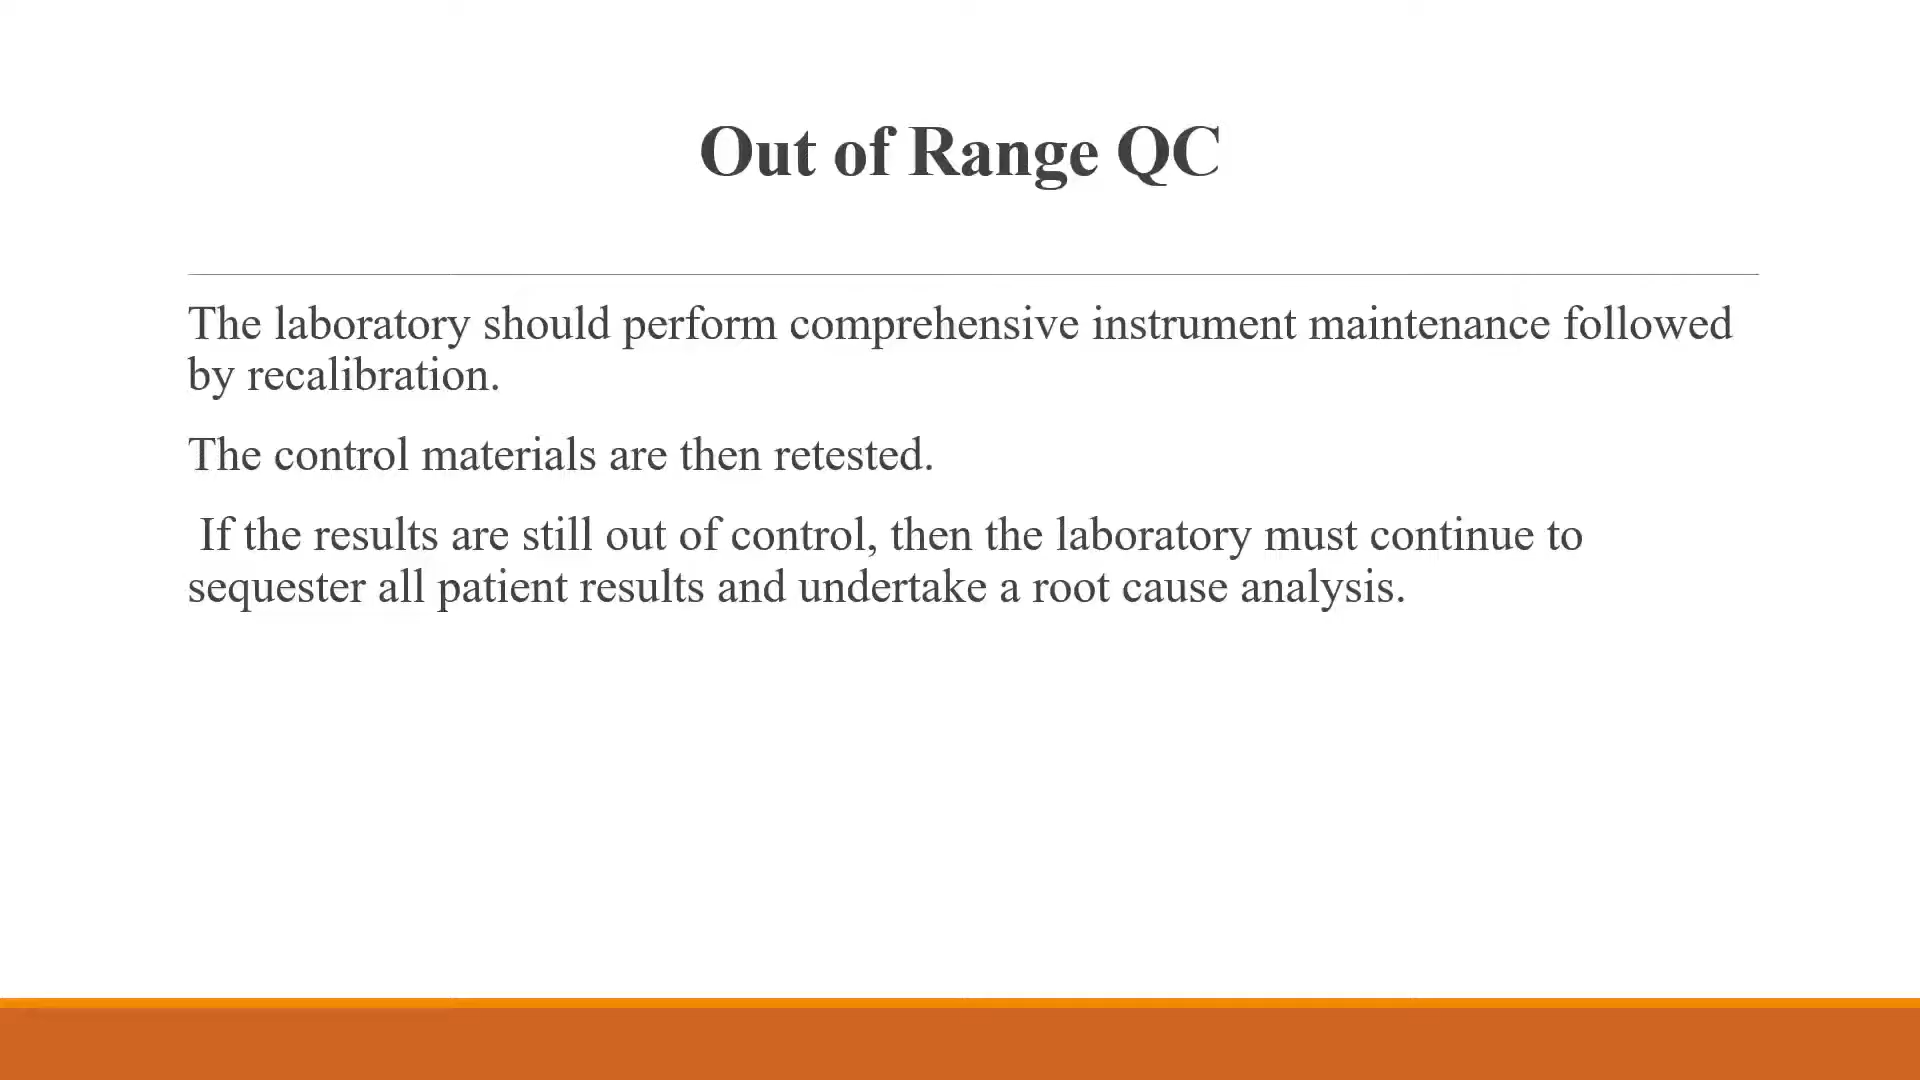 Out of Range QC
The laboratory should perform comprehensive instrument maintenance followed
by recalibration.
The control materials are then retested.
If the results are still out of control, then the laboratory must continue to
sequester all patient results and undertake a root cause analysis.